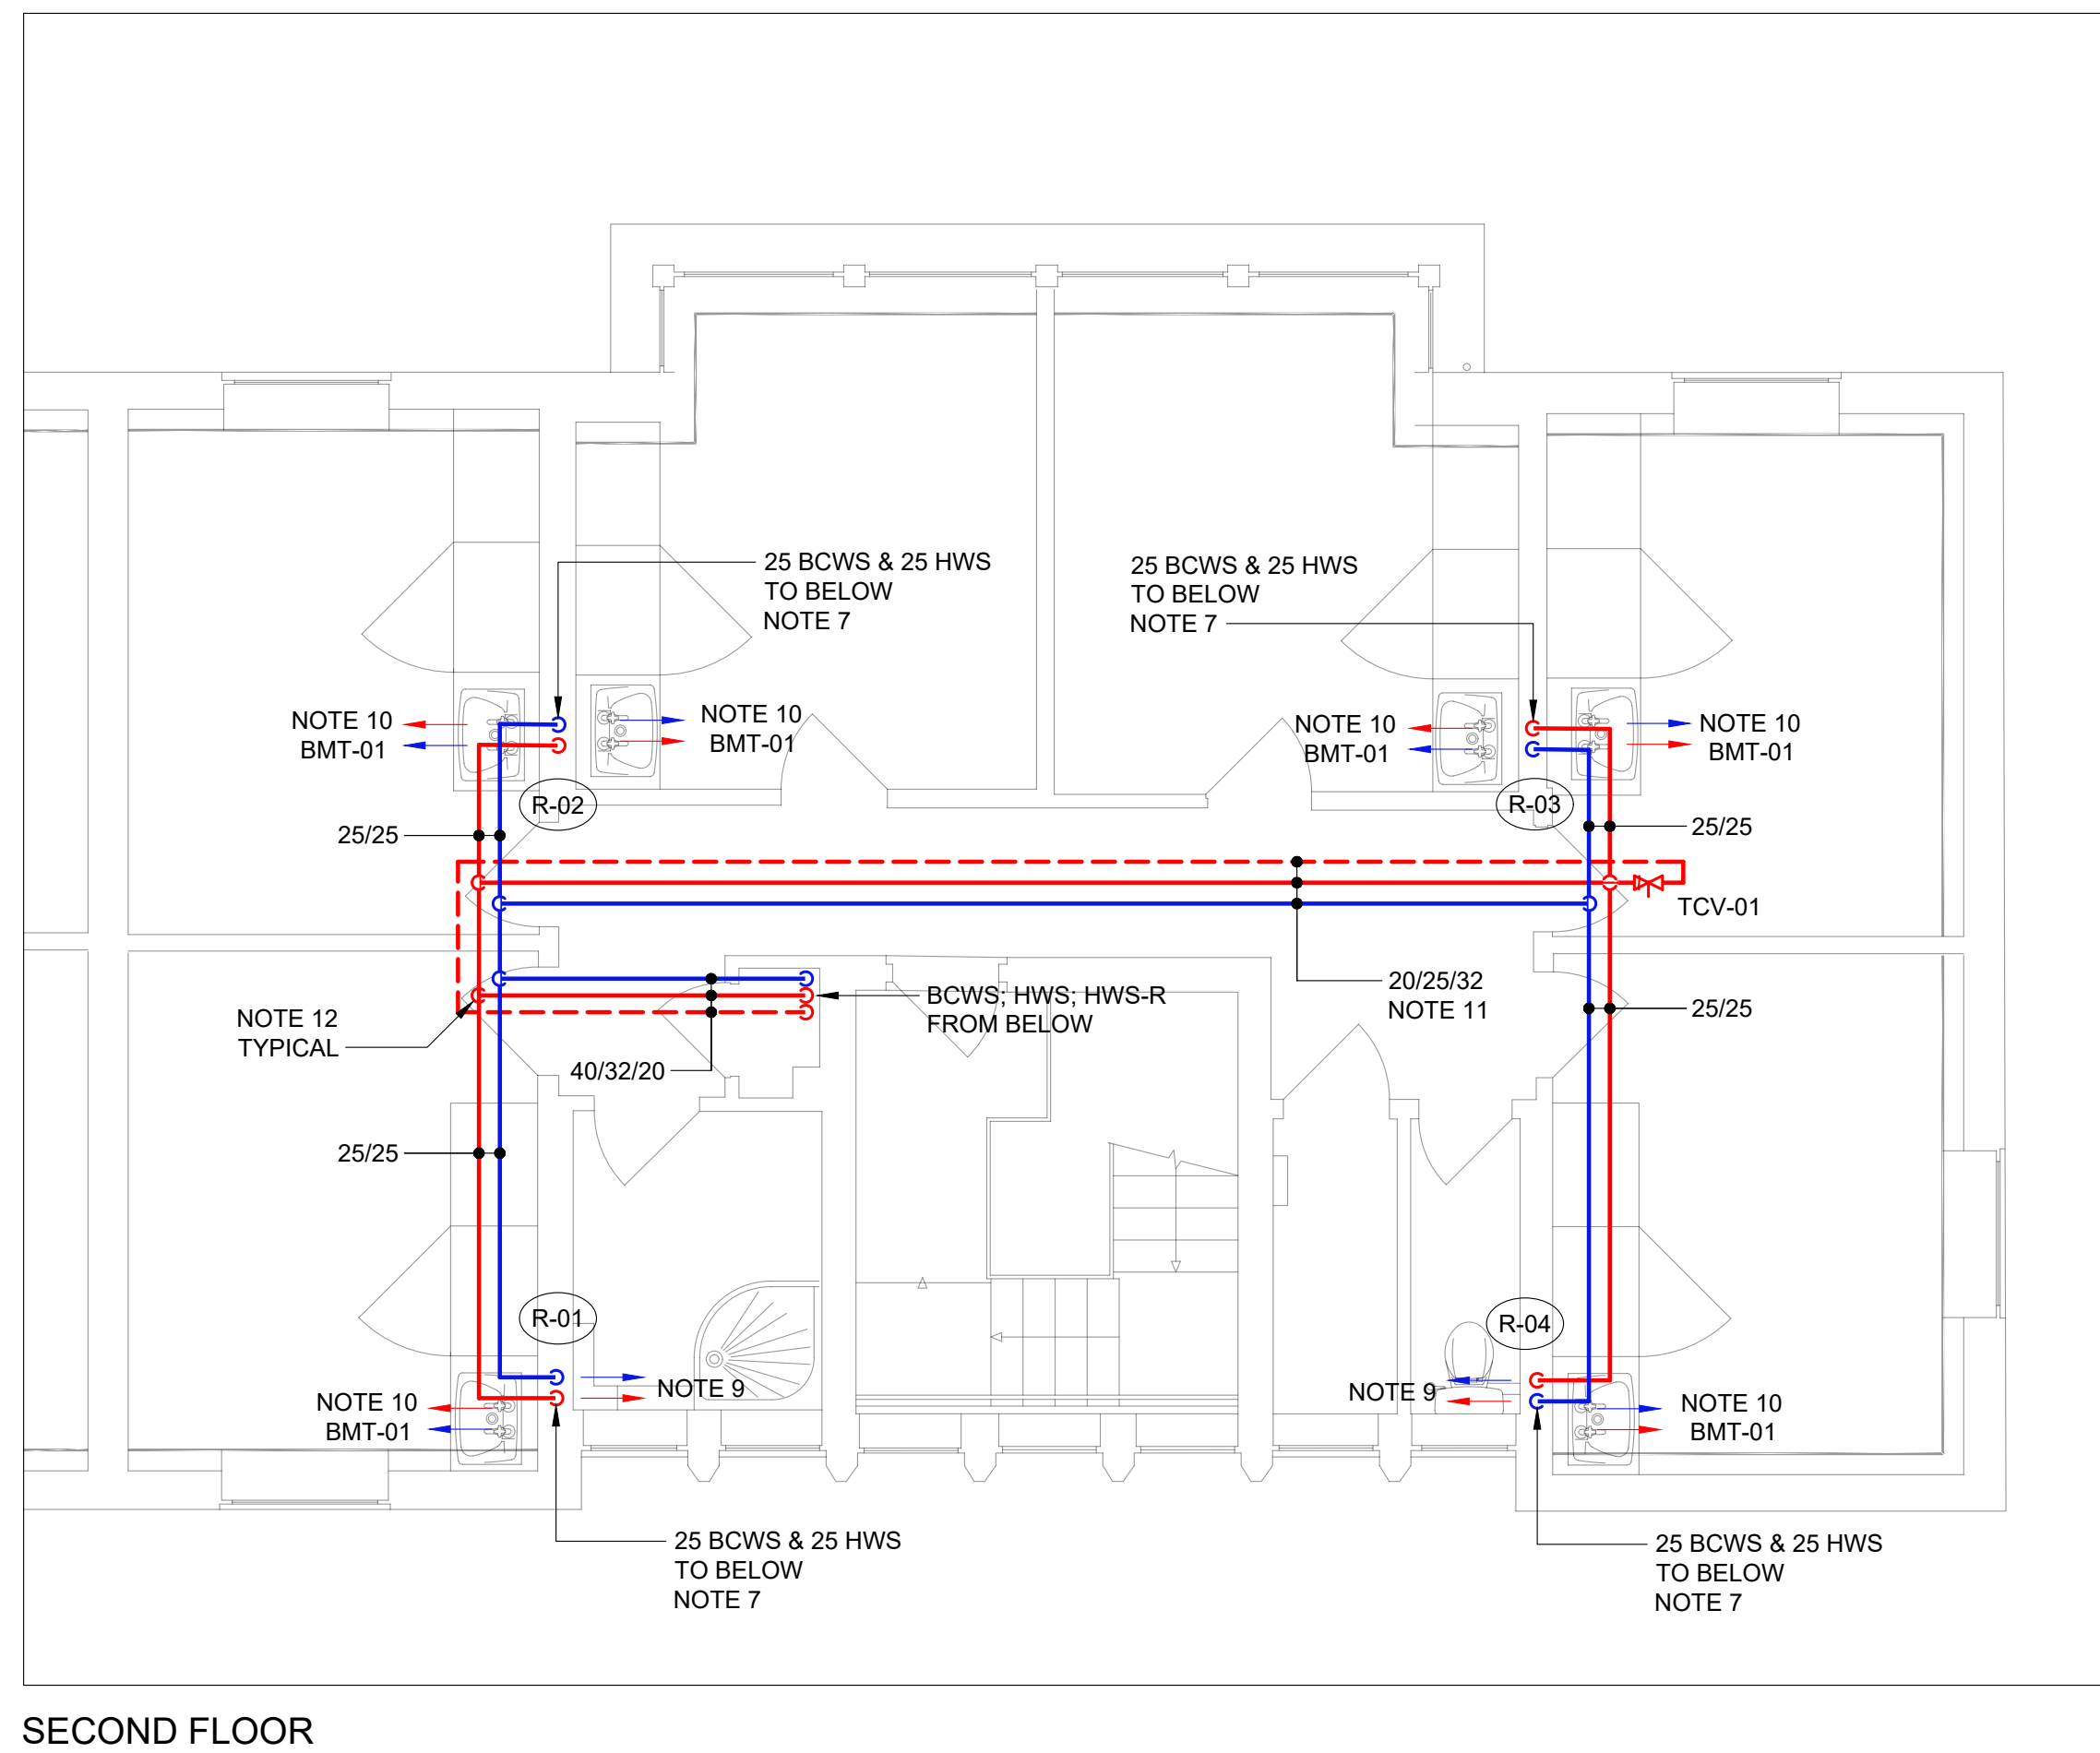 25 BCWS & 25 HWS
TO BELOW
NOTE 7
25 BCWS & 25 HWS
TO BELOW
NOTE 7
NOTE 10
BMT-01
NOTE 10
BMT-01
NOTE 10
BMT-01
NOTE 10
BMT-01
R-02
R-03
25/25
25/25
TCV-01
20/25/32
NOTE 11
BCWS; HWS; HWS-R
FROM BELOW
25/25
NOTE 12
TYPICAL
40/32/20
25/25
R-01
R-04
NOTE 9
NOTE 9
NOTE 10
BMT-01
NOTE 10
BMT-01
25 BCWS & 25 HWS
TO BELOW
NOTE 7
25 BCWS & 25 HWS
TO BELOW
NOTE 7
SECOND FLOOR